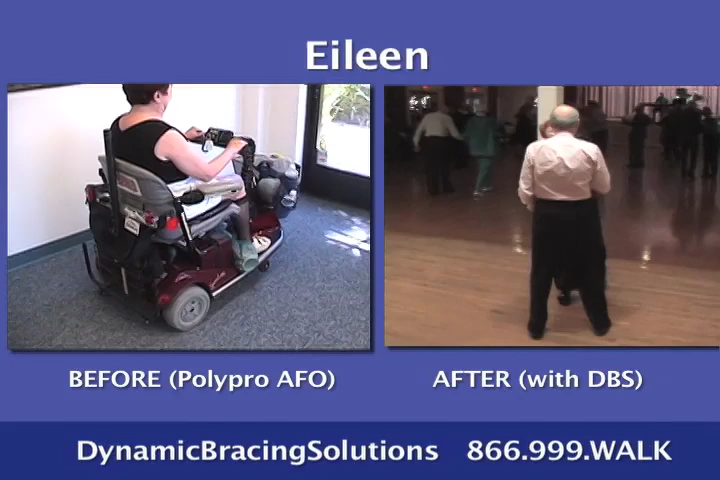 Eileen
BEFORE (Polypro AFO)
AFTER (with DBS)
DynamicBracingSolutions 866.999.WALK